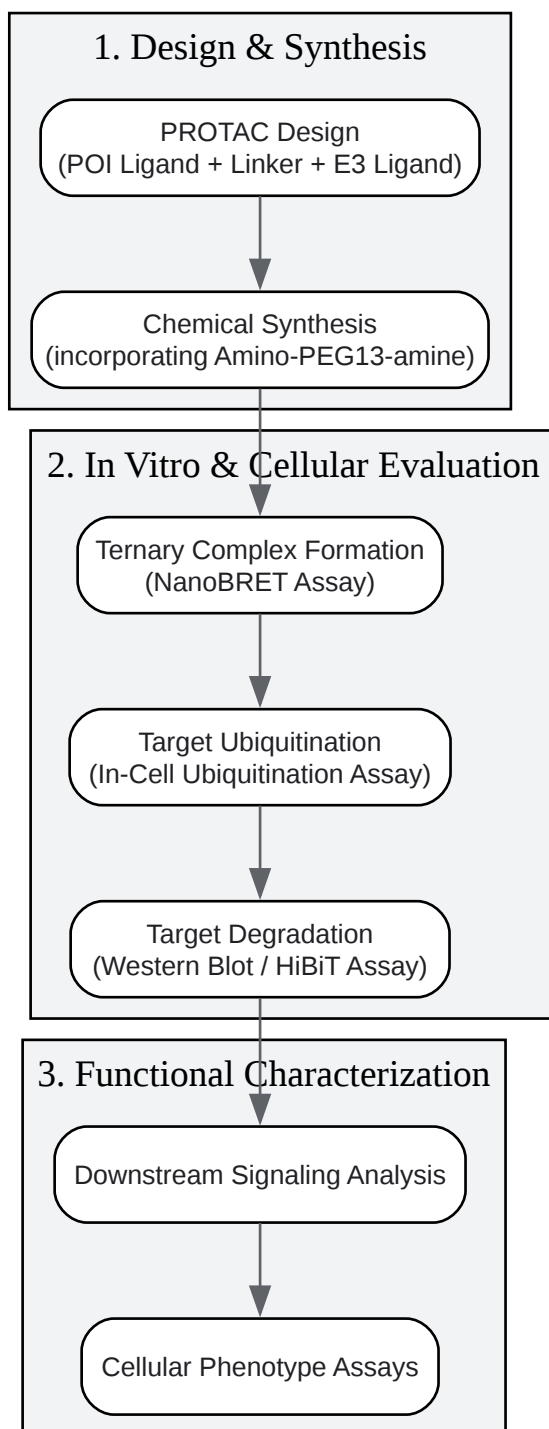 1. Design & Synthesis
PROTAC Design
(POI Ligand + Linker + E3 Ligand)
Chemical Synthesis
(incorporating Amino-PEG13-amine)
2. In Vitro & Cellular Evaluation
Ternary Complex Formation
(NanoBRET Assay)
Target Ubiquitination
(In-Cell Ubiquitination Assay)
Target Degradation
(Western Blot / HiBiT Assay)
3. Functional Characterization
Downstream Signaling Analysis
Cellular Phenotype Assays